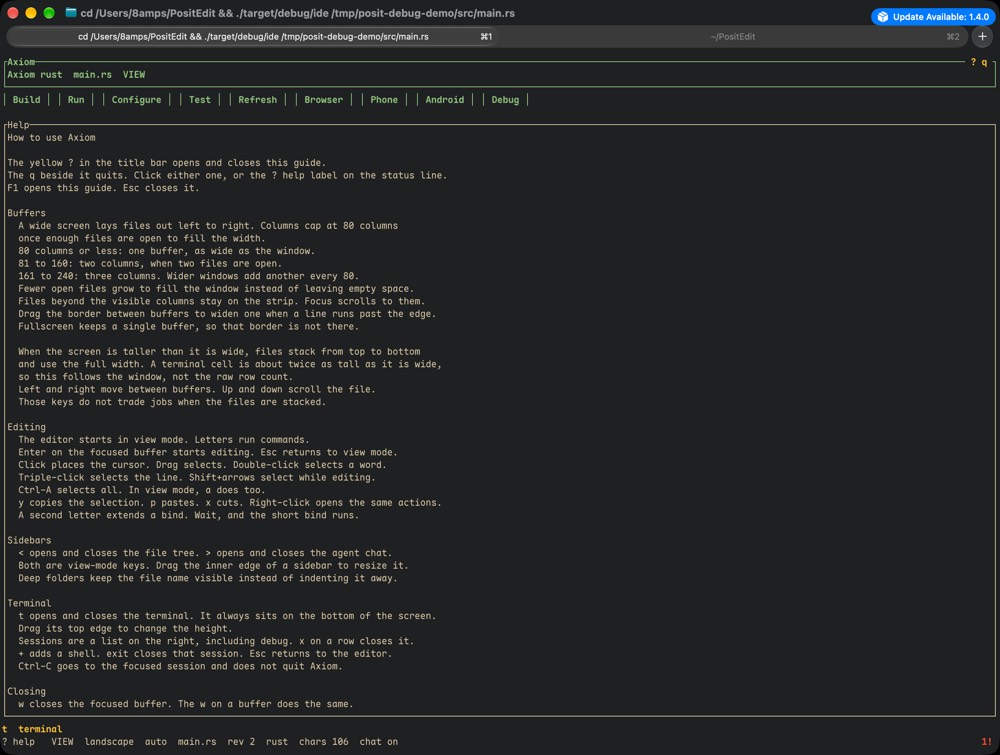 cd /Users/8amps/PositEdit && ./target/debug/ide /tmp/posit-debug-demo/src/main.rs
Update Available: 1.4.0
cd /Users/8amps/PositEdit && ./target/debug/ide /tmp/posit-debug-demo/src/main.rs ⌘1 ~/PositEdit ⌘2 +
Axiom ? q
Axiom rust main.rs VIEW
| Build | | Run | | Configure | | Test | | Refresh | | Browser | | Phone | | Android | | Debug |
Help
How to use Axiom
The yellow ? in the title bar opens and closes this guide.
The q beside it quits. Click either one, or the ? help label on the status line.
F1 opens this guide. Esc closes it.
Buffers
A wide screen lays files out left to right. Columns cap at 80 columns
once enough files are open to fill the width.
80 columns or less: one buffer, as wide as the window.
81 to 160: two columns, when two files are open.
161 to 240: three columns. Wider windows add another every 80.
Fewer open files grow to fill the window instead of leaving empty space.
Files beyond the visible columns stay on the strip. Focus scrolls to them.
Drag the border between buffers to widen one when a line runs past the edge.
Fullscreen keeps a single buffer, so that border is not there.
When the screen is taller than it is wide, files stack from top to bottom
and use the full width. A terminal cell is about twice as tall as it is wide,
so this follows the window, not the raw row count.
Left and right move between buffers. Up and down scroll the file.
Those keys do not trade jobs when the files are stacked.
Editing
The editor starts in view mode. Letters run commands.
Enter on the focused buffer starts editing. Esc returns to view mode.
Click places the cursor. Drag selects. Double-click selects a word.
Triple-click selects the line. Shift+arrows select while editing.
Ctrl-A selects all. In view mode, a does too.
y copies the selection. p pastes. x cuts. Right-click opens the same actions.
A second letter extends a bind. Wait, and the short bind runs.
Sidebars
< opens and closes the file tree. > opens and closes the agent chat.
Both are view-mode keys. Drag the inner edge of a sidebar to resize it.
Deep folders keep the file name visible instead of indenting it away.
Terminal
t opens and closes the terminal. It always sits on the bottom of the screen.
Drag its top edge to change the height.
Sessions are a list on the right, including debug. x on a row closes it.
+ adds a shell. exit closes that session. Esc returns to the editor.
Ctrl-C goes to the focused session and does not quit Axiom.
Closing
w closes the focused buffer. The w on a buffer does the same.
t terminal
? help VIEW landscape auto main.rs rev 2 rust chars 106 chat on 1!